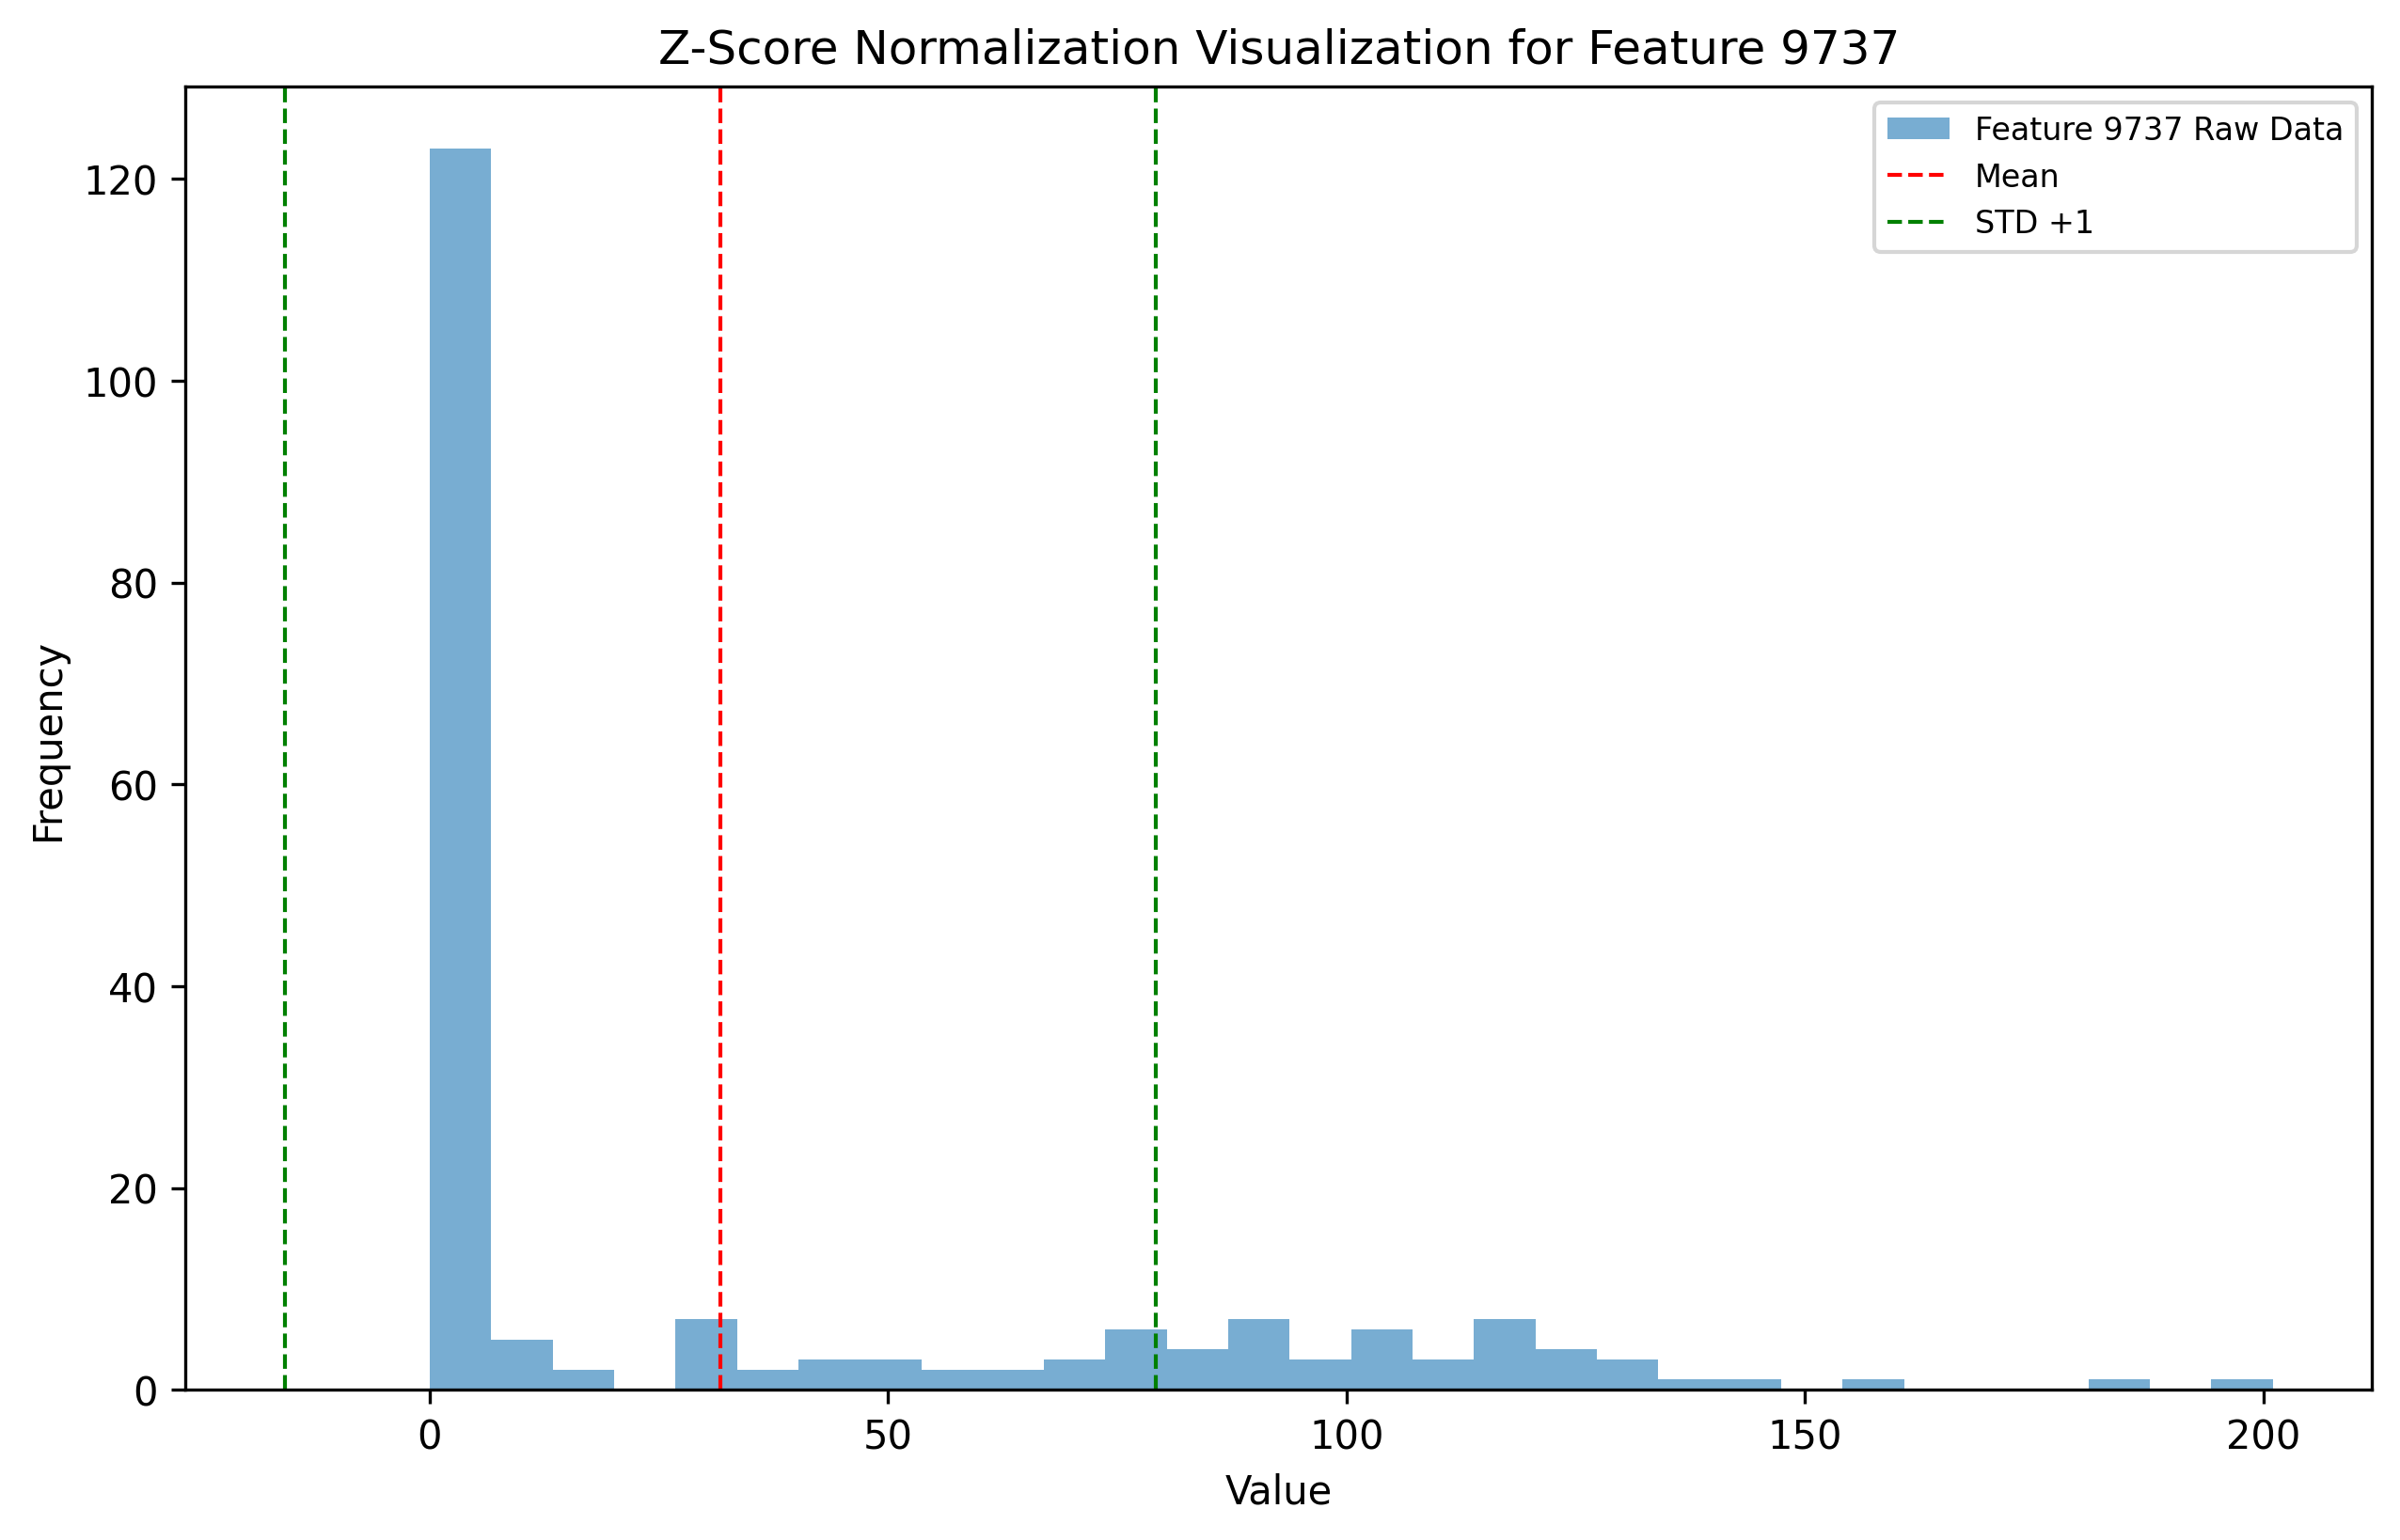 Z-Score Normalization Visualization for Feature 9737
Feature 9737 Raw Data
Mean
STD +1
120
100
80
60
40
20
0
Frequency
0 50 100 150 200
Value